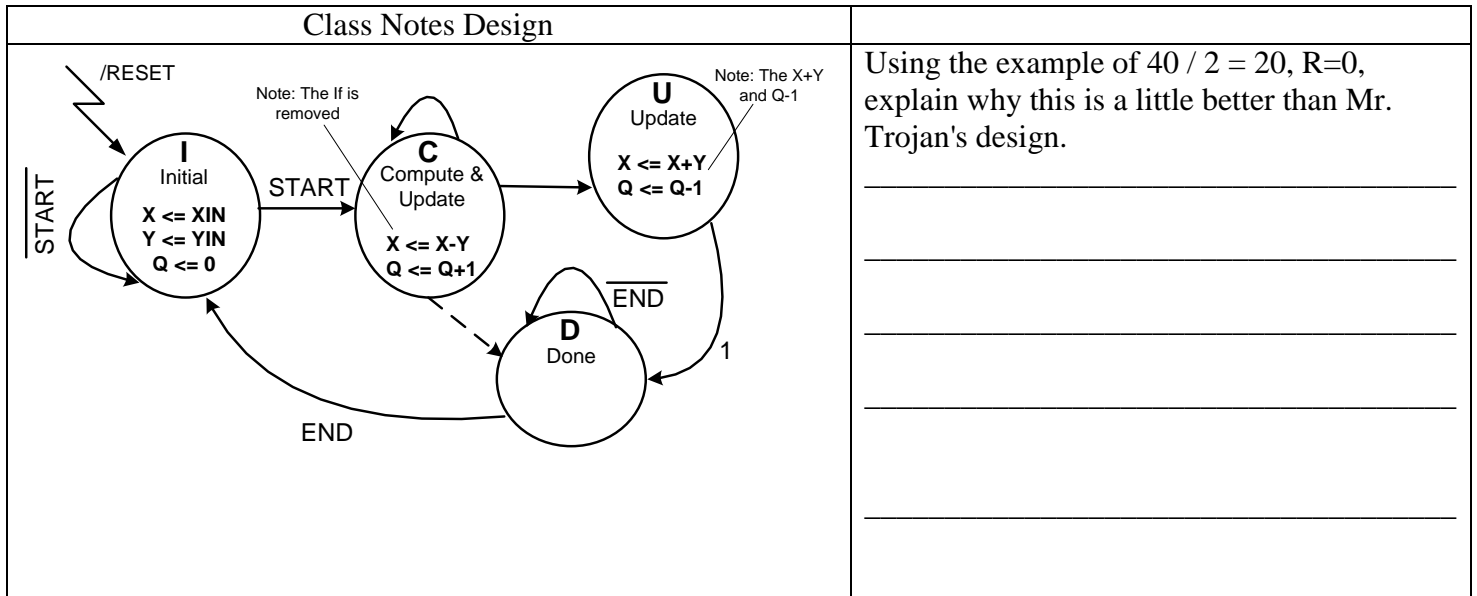 Class Notes Design
/RESET
Note: The If is
removed
START
I
Initial
X <= XIN
Y <= YIN
Q <= 0
START
C
Compute &
Update
X <= X-Y
Q <= Q+1
U
Update
X <= X+Y
Q <= Q-1
Note: The X+Y
and Q-1
END
D
Done
1
END
Using the example of 40 / 2 = 20, R=0,
explain why this is a little better than Mr.
Trojan's design.